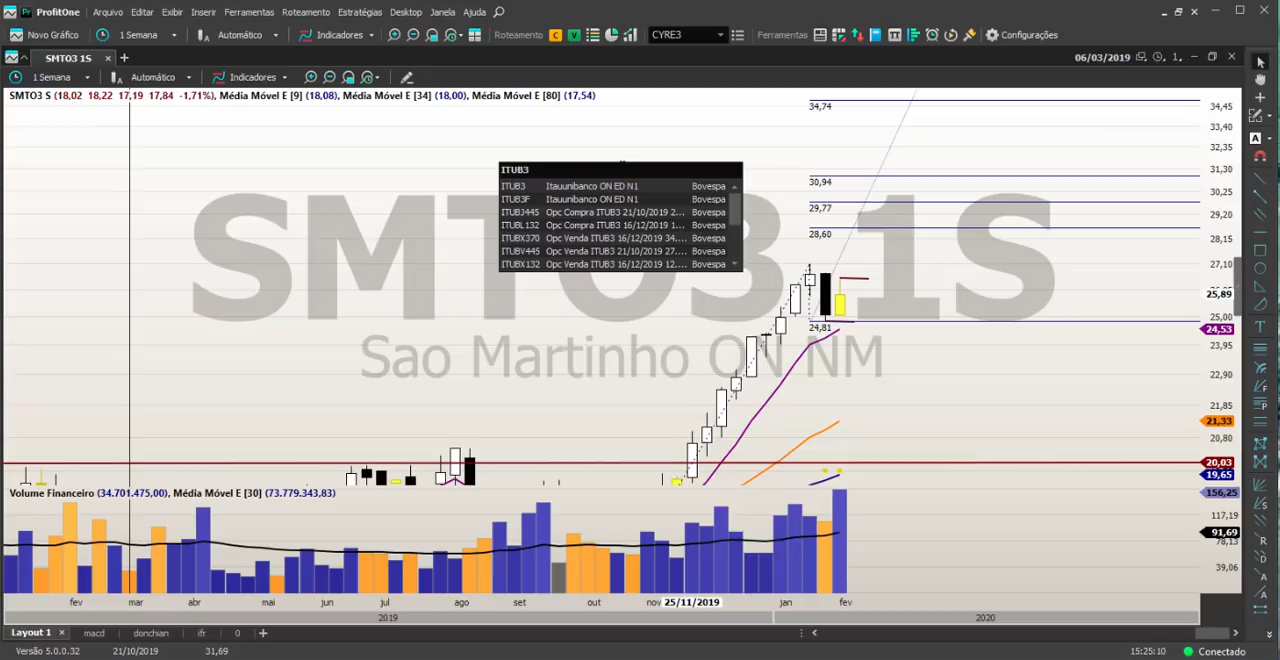 ProfitOne Arquivo Editar Exibir Inserir Ferramentas Roteamento Estratégias Desktop Janela Ajuda
Novo Gráfico 1 Semana Automático Indicadores Roteamento C V CYRE3 Ferramentas Configurações
SMTO3 1S 06/03/2019
1 Semana Automático Indicadores
SMTO3 S (18,02 18,22 17,19 17,84 -1,71%), Média Móvel E [9] (18,08), Média Móvel E [34] (18,00), Média Móvel E [80] (17,54)
SMTO3 1S
Sao Martinho ON NM
ITUB3
ITUB3 Itauunibanco ON ED N1 Bovespa
ITUB3F Itauunibanco ON ED N1 Bovespa
ITUBJ445 Opc Compra ITUB3 21/10/2019 2... Bovespa
ITUBL132 Opc Compra ITUB3 16/12/2019 1... Bovespa
ITUBX370 Opc Venda ITUB3 16/12/2019 34.... Bovespa
ITUBV445 Opc Venda ITUB3 21/10/2019 27.... Bovespa
ITUBX132 Opc Venda ITUB3 16/12/2019 12.... Bovespa
34,74
30,94
29,77
28,60
24,81
34,45
33,40
32,35
31,30
30,25
29,20
28,15
27,10
25,89
25,00
24,53
23,95
22,90
21,85
21,33
20,80
20,03
19,65
Volume Financeiro (34.701.475,00), Média Móvel E [30] (73.779.343,83)
156,25
117,19
91,69
78,13
39,06
fev mar abr mai jun jul ago set out nov 25/11/2019 jan fev
2019 2020
Layout 1 macd donchian ifr 0
Versão 5.0.0.32 21/10/2019 31,69 15:25:10 Conectado